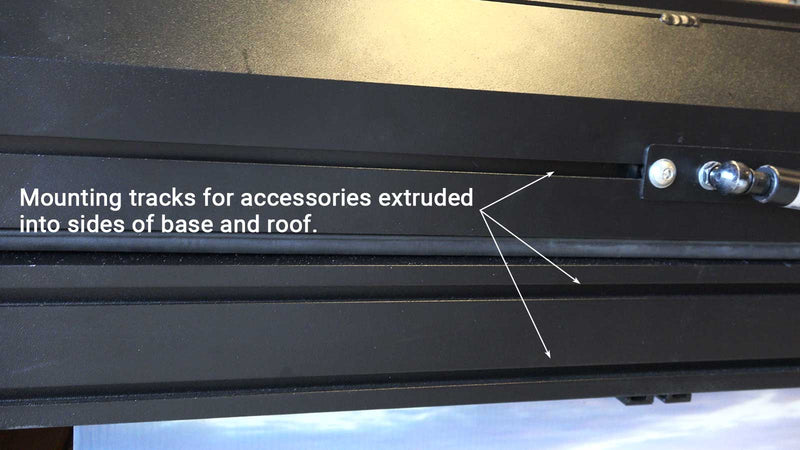 Mounting tracks for accessories extruded
into sides of base and roof.